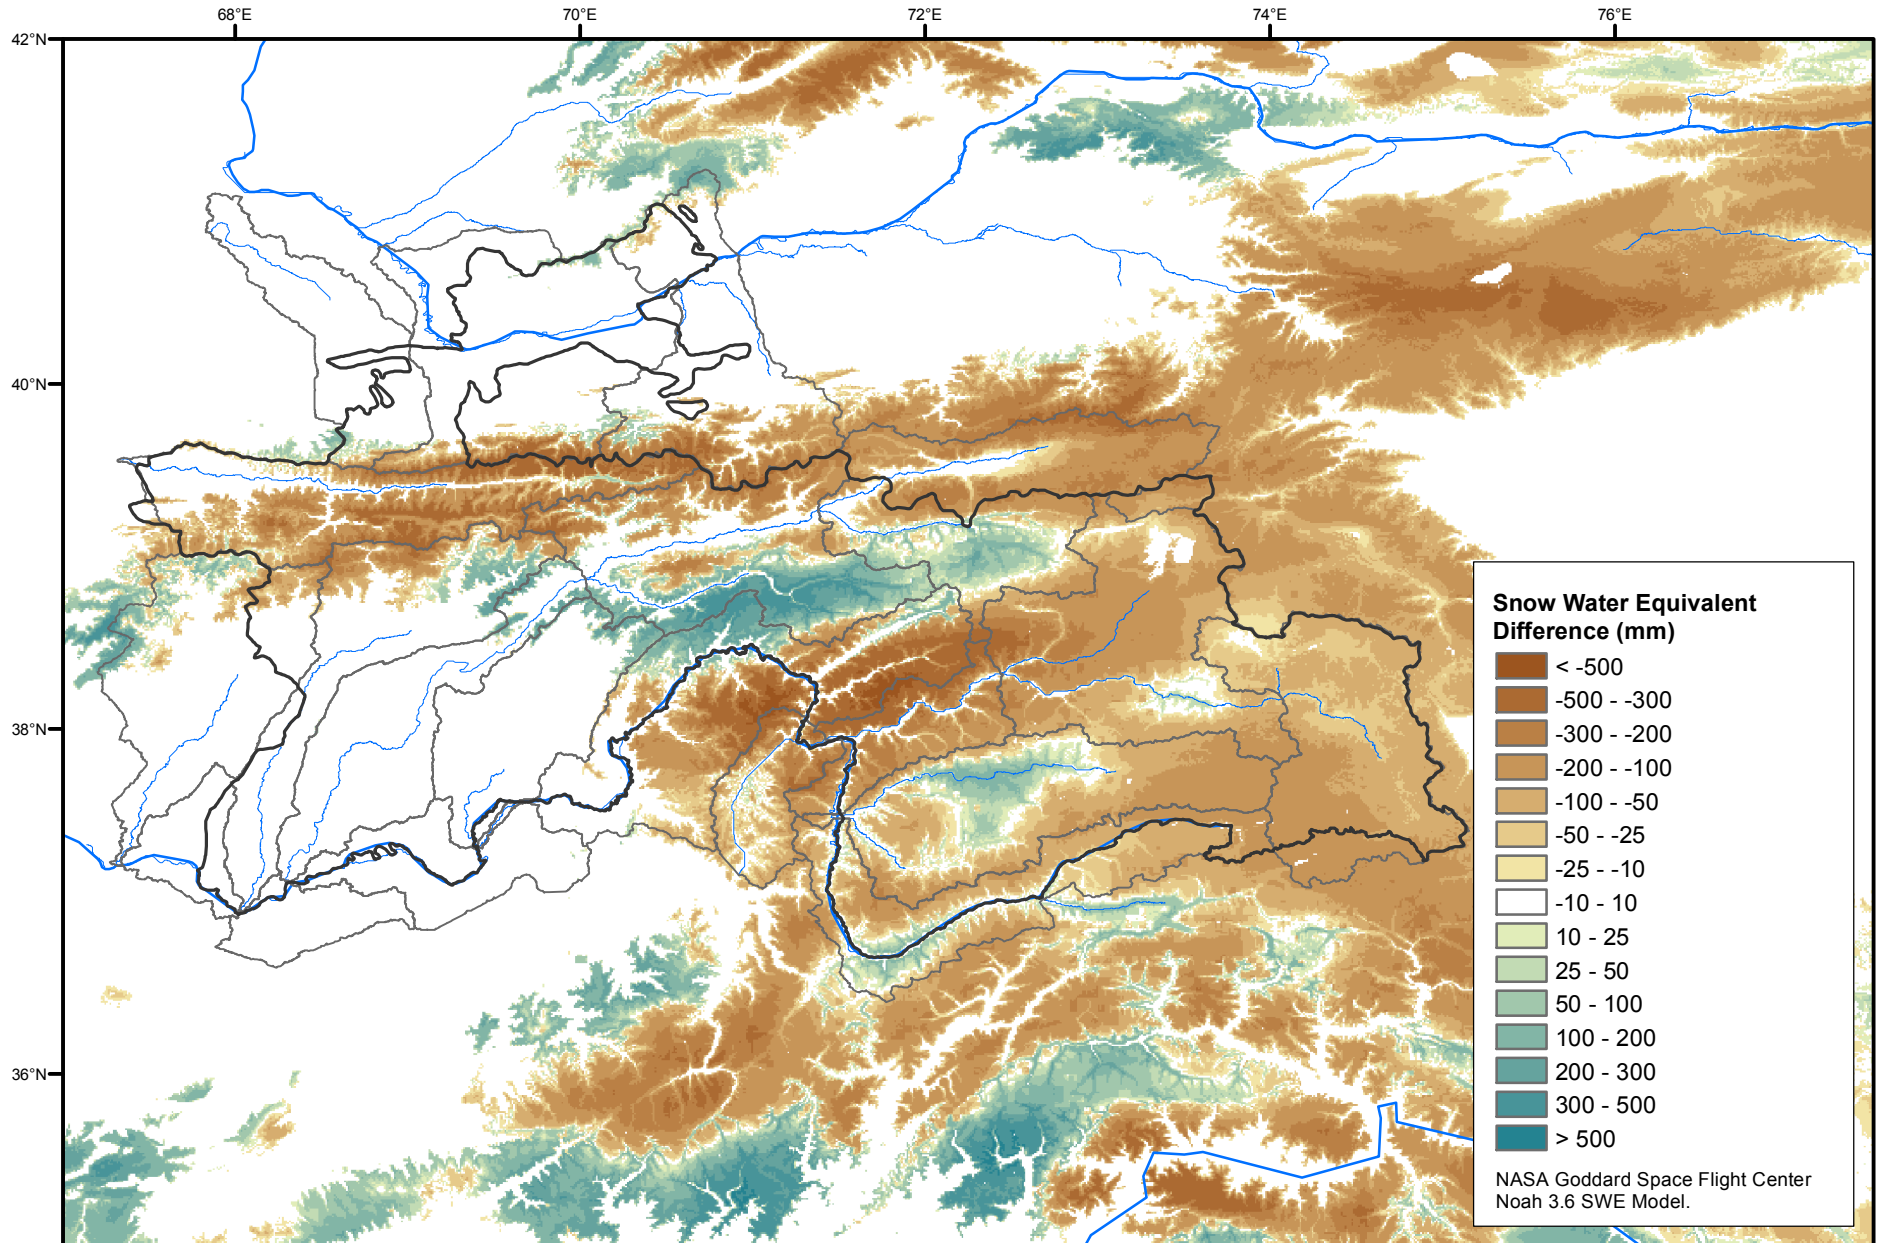 68°E
70°E
72°E
74°E
76°E
42°N
40°N
38°N
36°N
Snow Water Equivalent
Difference (mm)
< -500
-500 - -300
-300 - -200
-200 - -100
-100 - -50
-50 - -25
-25 - -10
-10 - 10
10 - 25
25 - 50
50 - 100
100 - 200
200 - 300
300 - 500
> 500
NASA Goddard Space Flight Center
Noah 3.6 SWE Model.